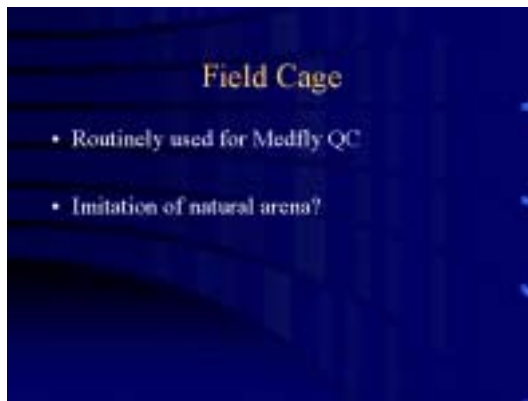 Field Cage
• Routinely used for Medfly QC
• Imitation of natural arena?